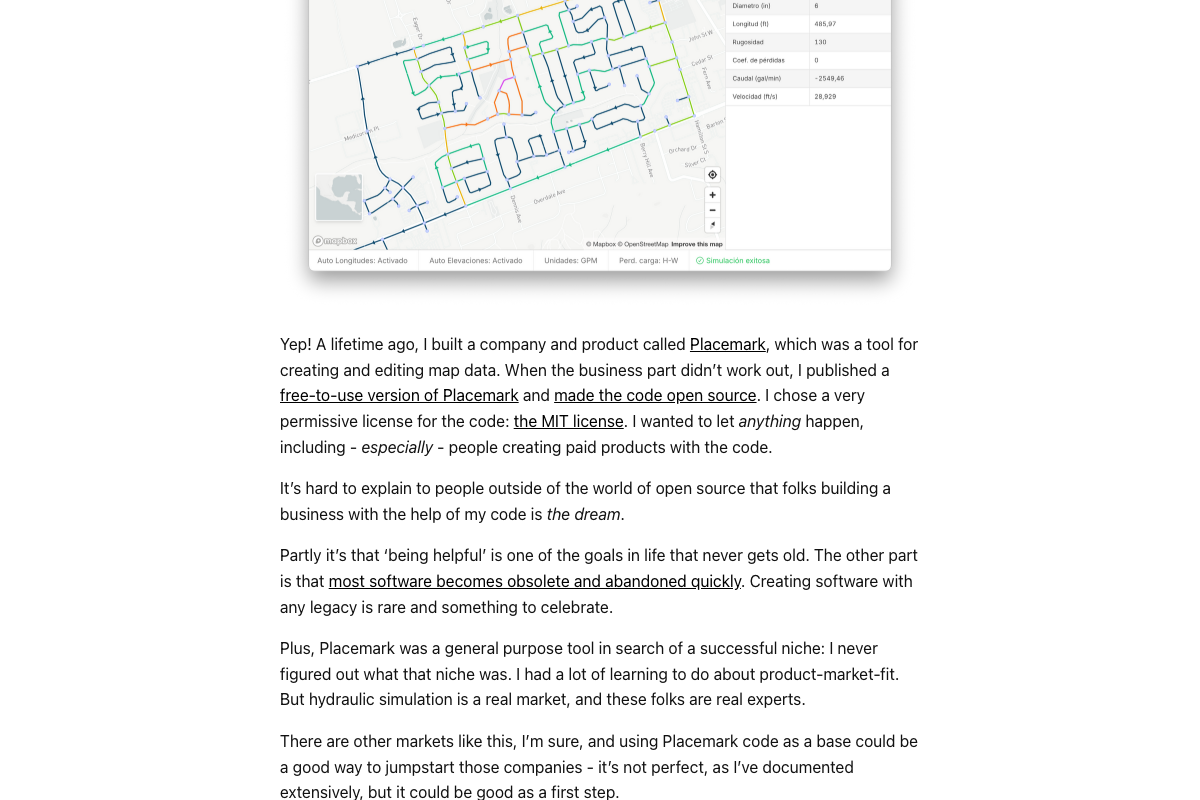 Diametro (in) 6
Longitud (ft) 485,97
Rugosidad 130
Coef. de pérdidas 0
Caudal (gal/min) -2549,46
Velocidad (ft/s) 28,929
Eager Dr
John St W
Cedar St
Fern Ave
Medicorum Pl
Barton
Hamilton St S
Orchard Dr
Silver Ct
Barry Hill Ave
Overdale Ave
Dennis Ave
mapbox
© Mapbox © OpenStreetMap Improve this map
Auto Longitudes: Activado Auto Elevaciones: Activado Unidades: GPM Perd. carga: H-W Simulación exitosa
Yep! A lifetime ago, I built a company and product called Placemark, which was a tool for
creating and editing map data. When the business part didn’t work out, I published a
free-to-use version of Placemark and made the code open source. I chose a very
permissive license for the code: the MIT license. I wanted to let anything happen,
including - especially - people creating paid products with the code.
It’s hard to explain to people outside of the world of open source that folks building a
business with the help of my code is the dream.
Partly it’s that ‘being helpful’ is one of the goals in life that never gets old. The other part
is that most software becomes obsolete and abandoned quickly. Creating software with
any legacy is rare and something to celebrate.
Plus, Placemark was a general purpose tool in search of a successful niche: I never
figured out what that niche was. I had a lot of learning to do about product-market-fit.
But hydraulic simulation is a real market, and these folks are real experts.
There are other markets like this, I’m sure, and using Placemark code as a base could be
a good way to jumpstart those companies - it’s not perfect, as I’ve documented
extensively, but it could be good as a first step.